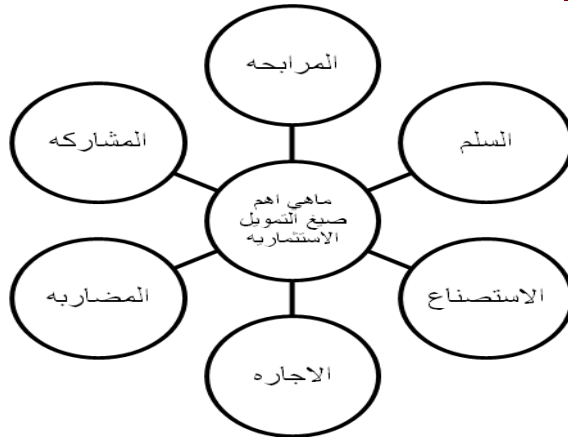 المرابحه
السلم
المشاركه
ماهي اهم
صيغ التمويل
الاستثماريه
الاستصناع
المضاربه
الاجاره